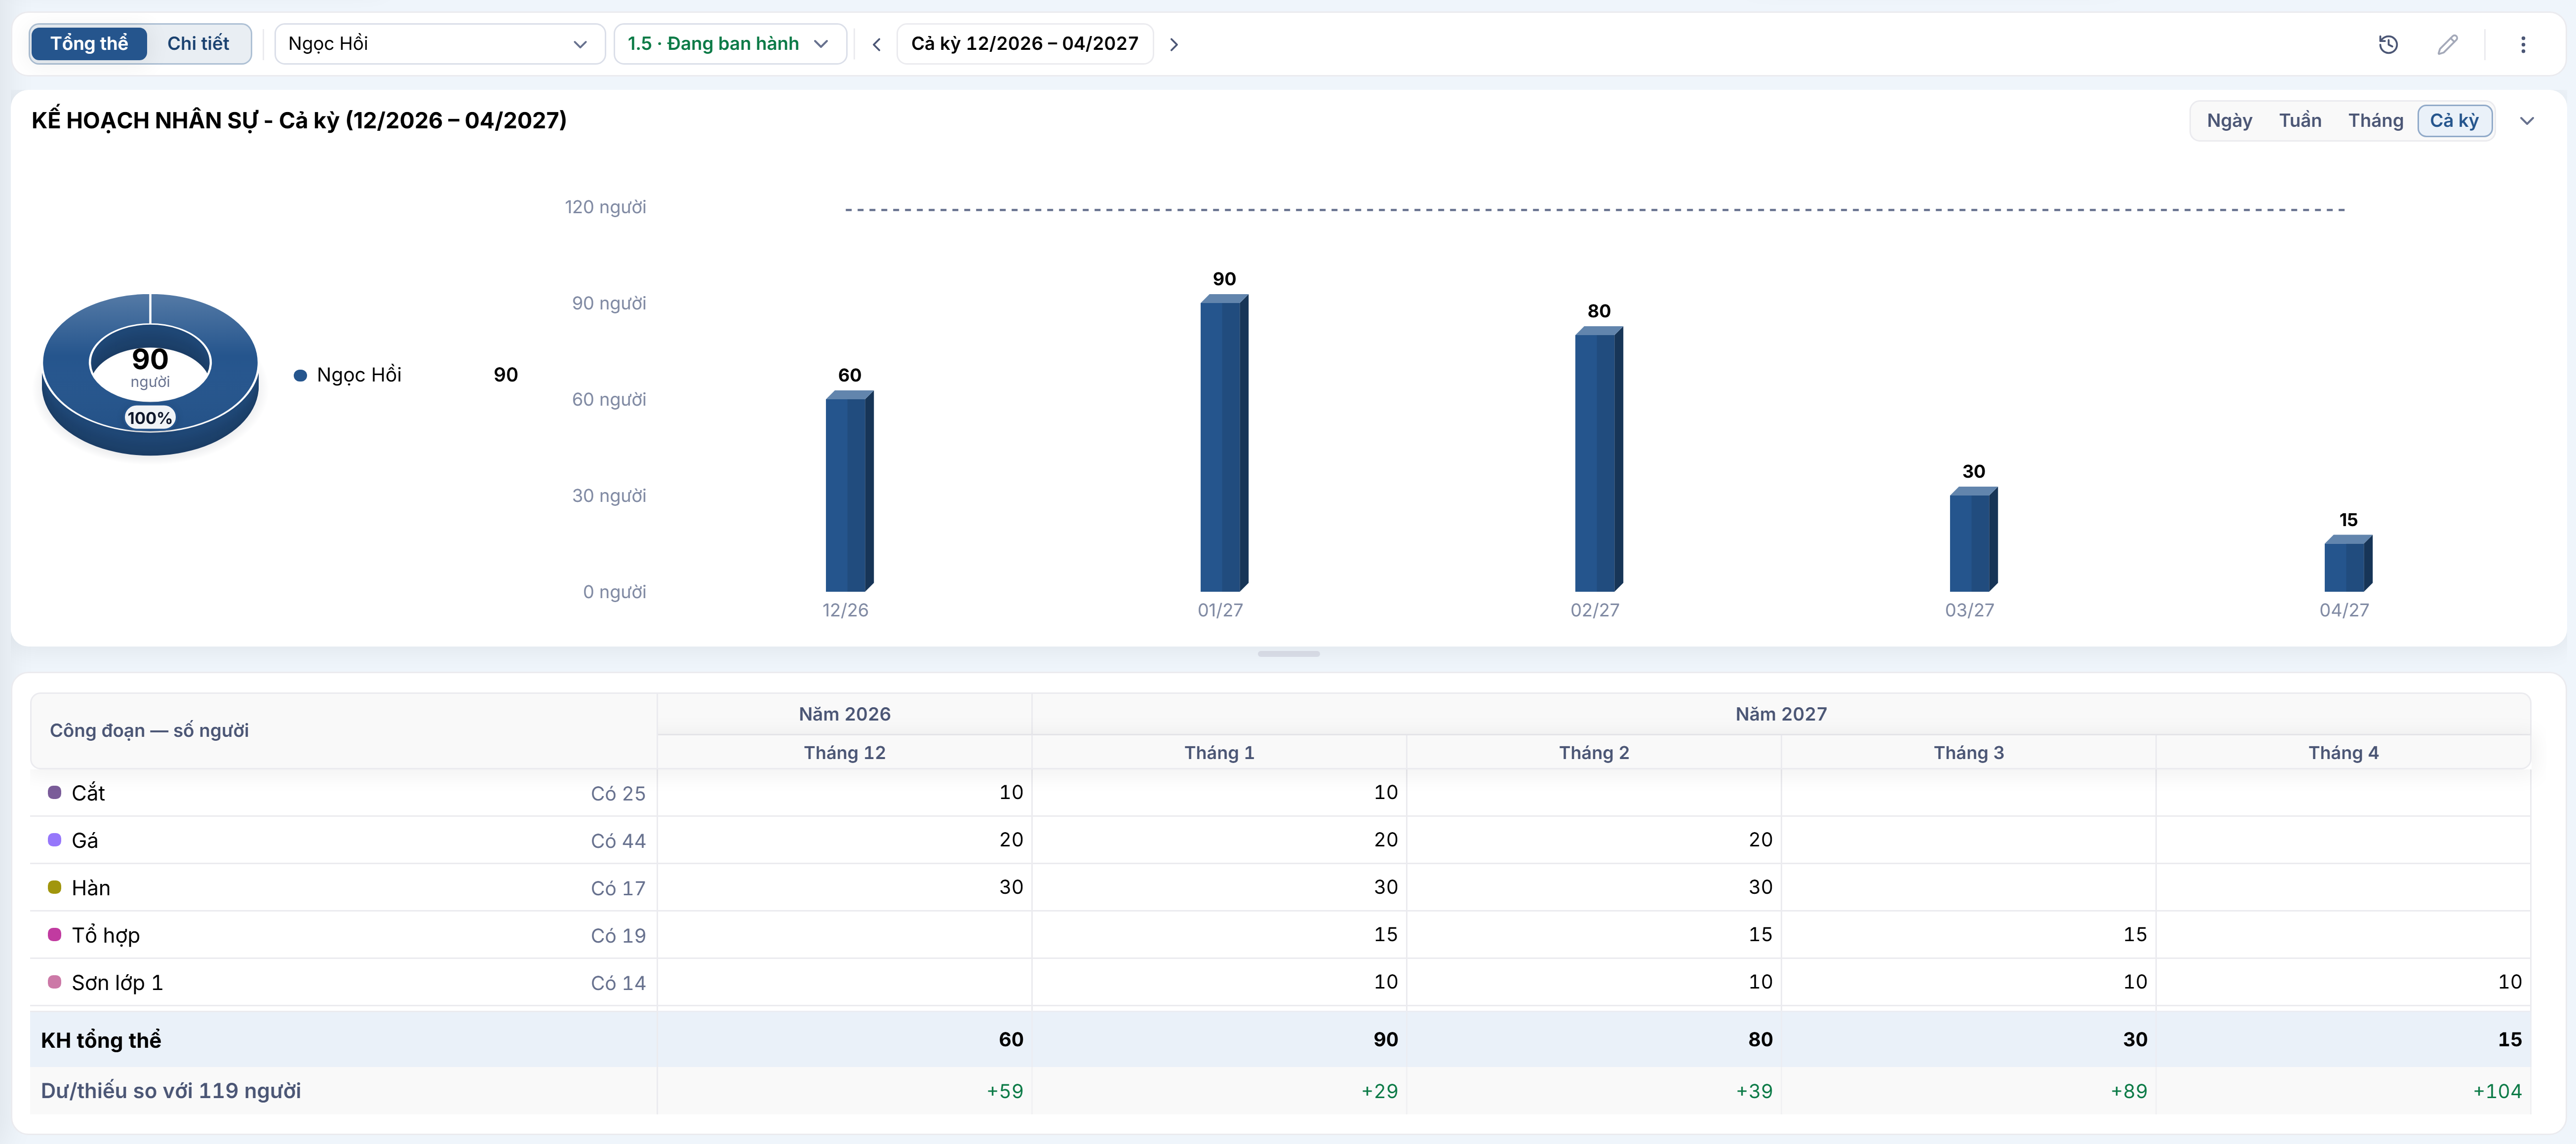 Tổng thể Chi tiết Ngọc Hồi 1.5 · Đang ban hành Cả kỳ 12/2026 – 04/2027
KẾ HOẠCH NHÂN SỰ - Cả kỳ (12/2026 – 04/2027) Ngày Tuần Tháng Cả kỳ
90
người
100%
Ngọc Hồi 90
120 người
90 người
60 người
30 người
0 người
60 90 80 30 15
12/26 01/27 02/27 03/27 04/27
Công đoạn — số người Năm 2026 Năm 2027
Tháng 12 Tháng 1 Tháng 2 Tháng 3 Tháng 4
Cắt Có 25 10 10
Gá Có 44 20 20 20
Hàn Có 17 30 30 30
Tổ hợp Có 19 15 15 15
Sơn lớp 1 Có 14 10 10 10 10
KH tổng thể 60 90 80 30 15
Dư/thiếu so với 119 người +59 +29 +39 +89 +104